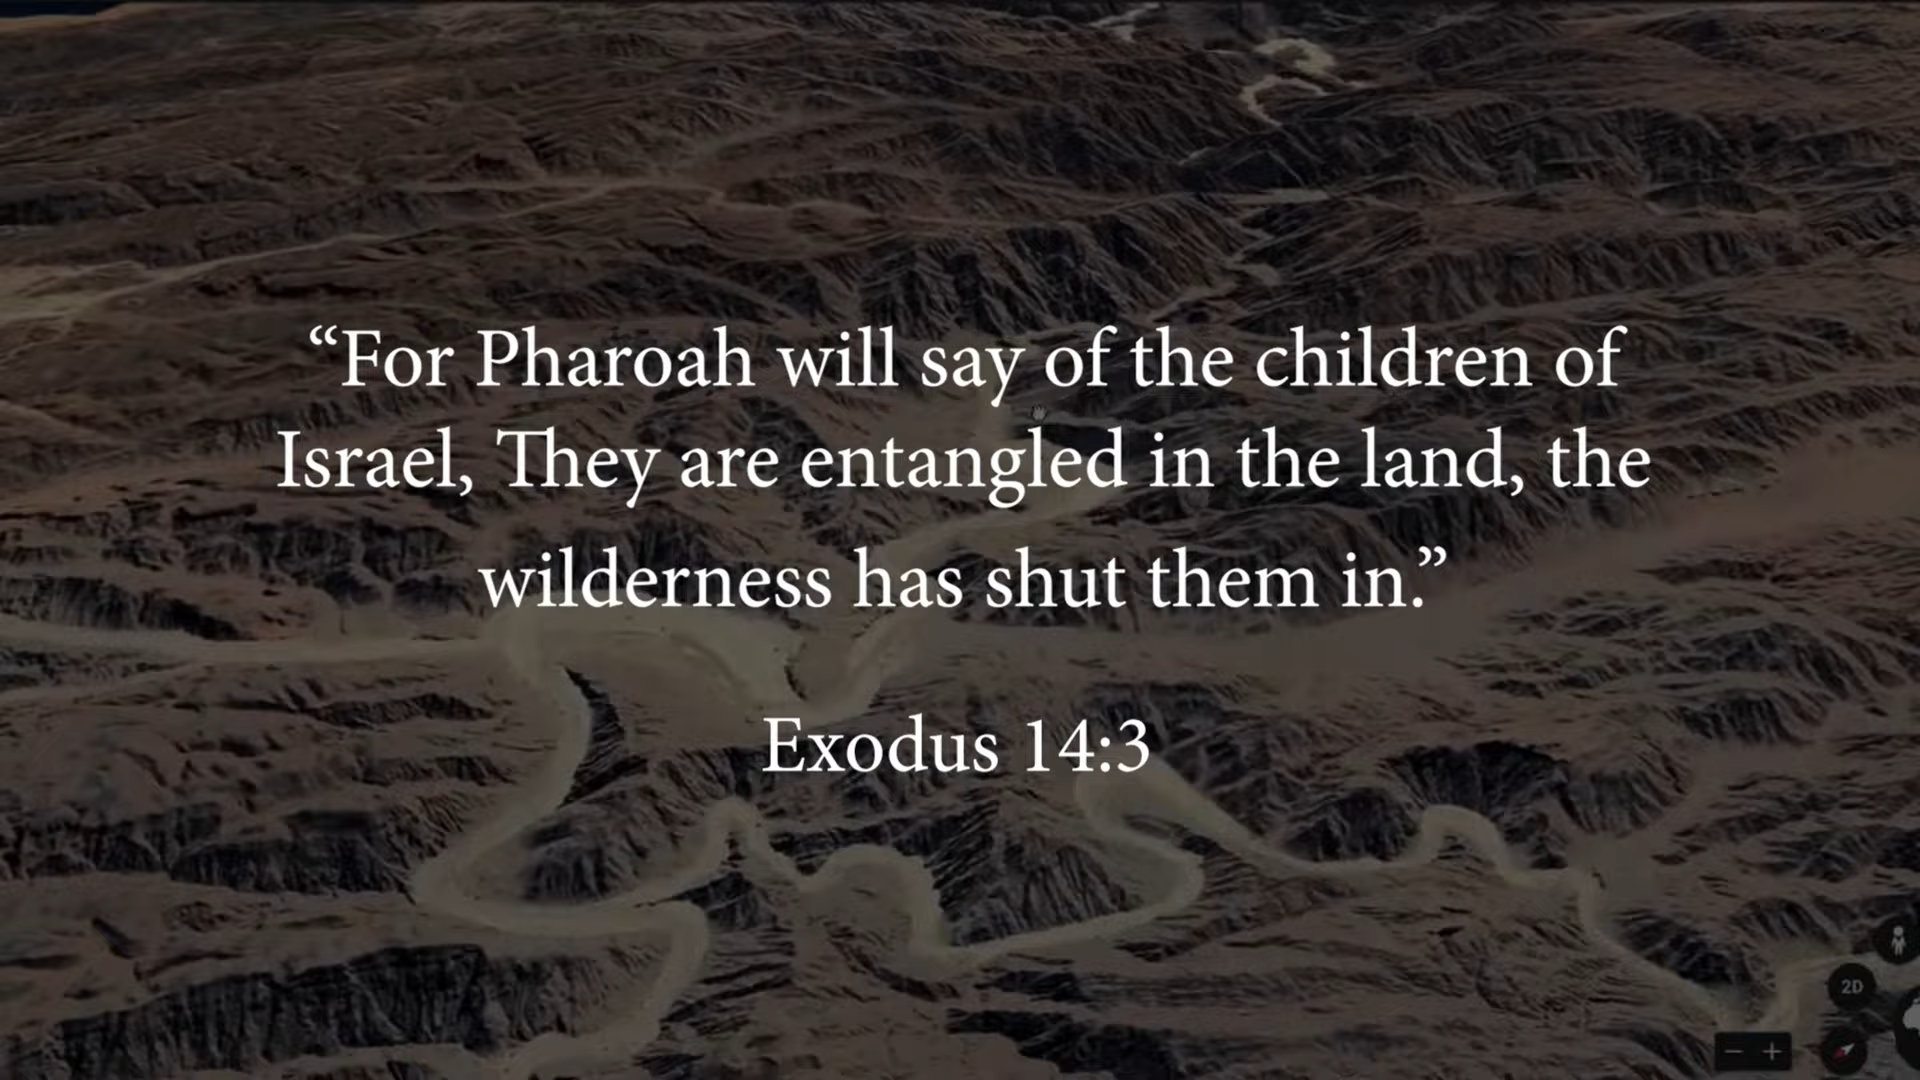 “For Pharoah will say of the children of
Israel, They are entangled in the land, the
wilderness has shut them in.”
Exodus 14:3
2D